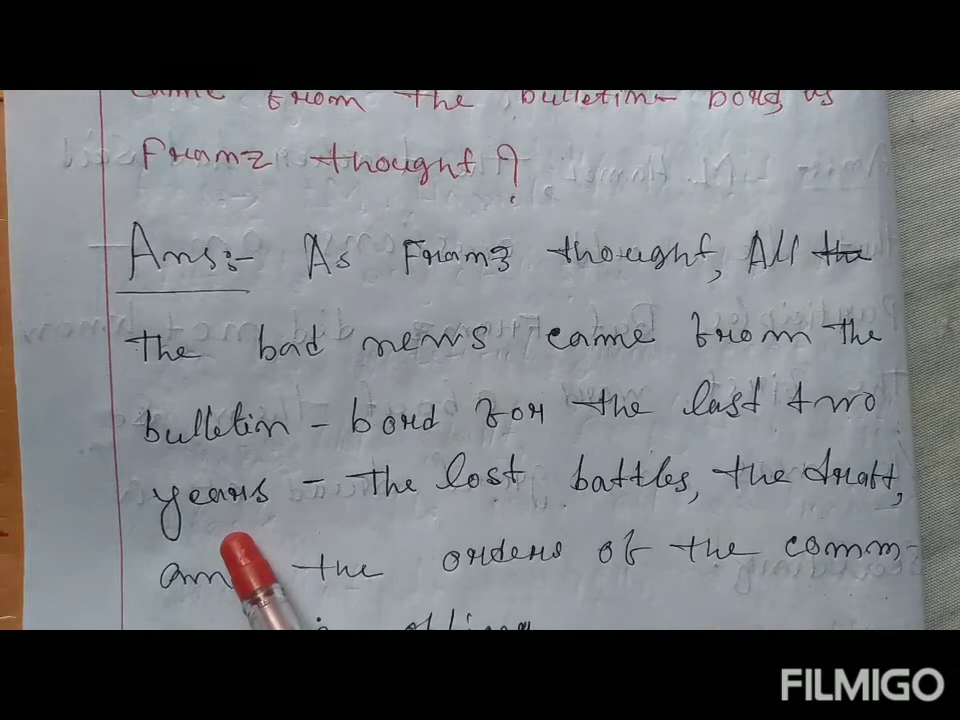 came from the bulletin- bord, as
Franz thought?
Ans:- As Franz thought, All the
the bad news came from the
bulletin - bord for the last two
years - the lost battles, the draft,
the orders of the comm-
FILMIGO